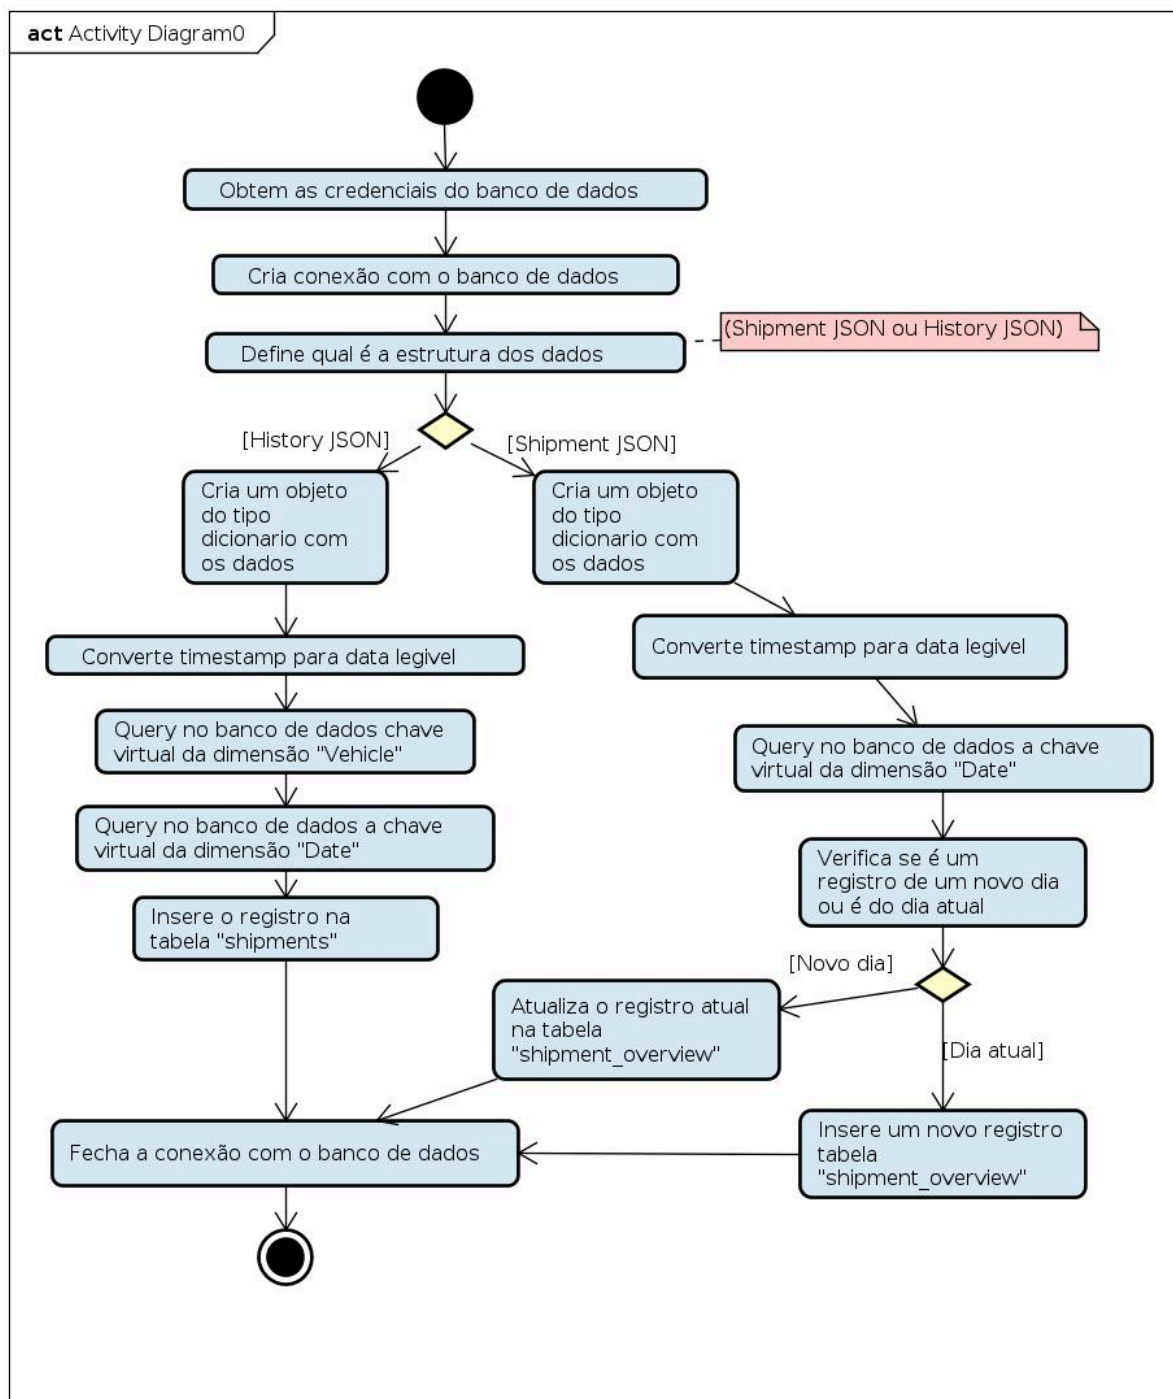 act Activity Diagram0
Obtem as credenciais do banco de dados
Cria conexão com o banco de dados
(Shipment JSON ou History JSON)
Define qual é a estrutura dos dados
[History JSON]
[Shipment JSON]
Cria um objeto
do tipo
dicionario com
os dados
Cria um objeto
do tipo
dicionario com
os dados
Converte timestamp para data legivel
Converte timestamp para data legivel
Query no banco de dados chave
virtual da dimensão "Vehicle"
Query no banco de dados a chave
virtual da dimensão "Date"
Query no banco de dados a chave
virtual da dimensão "Date"
Verifica se é um
registro de um novo dia
ou é do dia atual
Insere o registro na
tabela "shipments"
[Novo dia]
Atualiza o registro atual
na tabela
"shipment_overview"
[Dia atual]
Insere um novo registro
tabela
"shipment_overview"
Fecha a conexão com o banco de dados